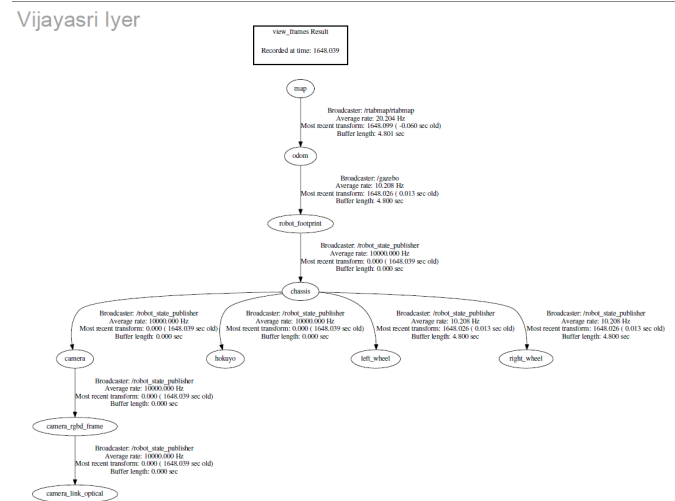 Vijayasri Iyer
view_frames Result
Recorded at time: 1648.039
map
Broadcaster: /rtabmap/rtabmap
Average rate: 20.204 Hz
Most recent transform: 1648.099 ( -0.060 sec old)
Buffer length: 4.801 sec
odom
Broadcaster: /gazebo
Average rate: 10.208 Hz
Most recent transform: 1648.026 ( 0.013 sec old)
Buffer length: 4.800 sec
robot_footprint
Broadcaster: /robot_state_publisher
Average rate: 10000.000 Hz
Most recent transform: 0.000 ( 1648.039 sec old)
Buffer length: 0.000 sec
chassis
Broadcaster: /robot_state_publisher
Average rate: 10000.000 Hz
Most recent transform: 0.000 ( 1648.039 sec old)
Buffer length: 0.000 sec
Broadcaster: /robot_state_publisher
Average rate: 10000.000 Hz
Most recent transform: 0.000 ( 1648.039 sec old)
Buffer length: 0.000 sec
Broadcaster: /robot_state_publisher
Average rate: 10.208 Hz
Most recent transform: 1648.026 ( 0.013 sec old)
Buffer length: 4.800 sec
Broadcaster: /robot_state_publisher
Average rate: 10.208 Hz
Most recent transform: 1648.026 ( 0.013 sec old)
Buffer length: 4.800 sec
camera
hokuyo
left_wheel
right_wheel
Broadcaster: /robot_state_publisher
Average rate: 10000.000 Hz
Most recent transform: 0.000 ( 1648.039 sec old)
Buffer length: 0.000 sec
camera_rgbd_frame
Broadcaster: /robot_state_publisher
Average rate: 10000.000 Hz
Most recent transform: 0.000 ( 1648.039 sec old)
Buffer length: 0.000 sec
camera_link_optical